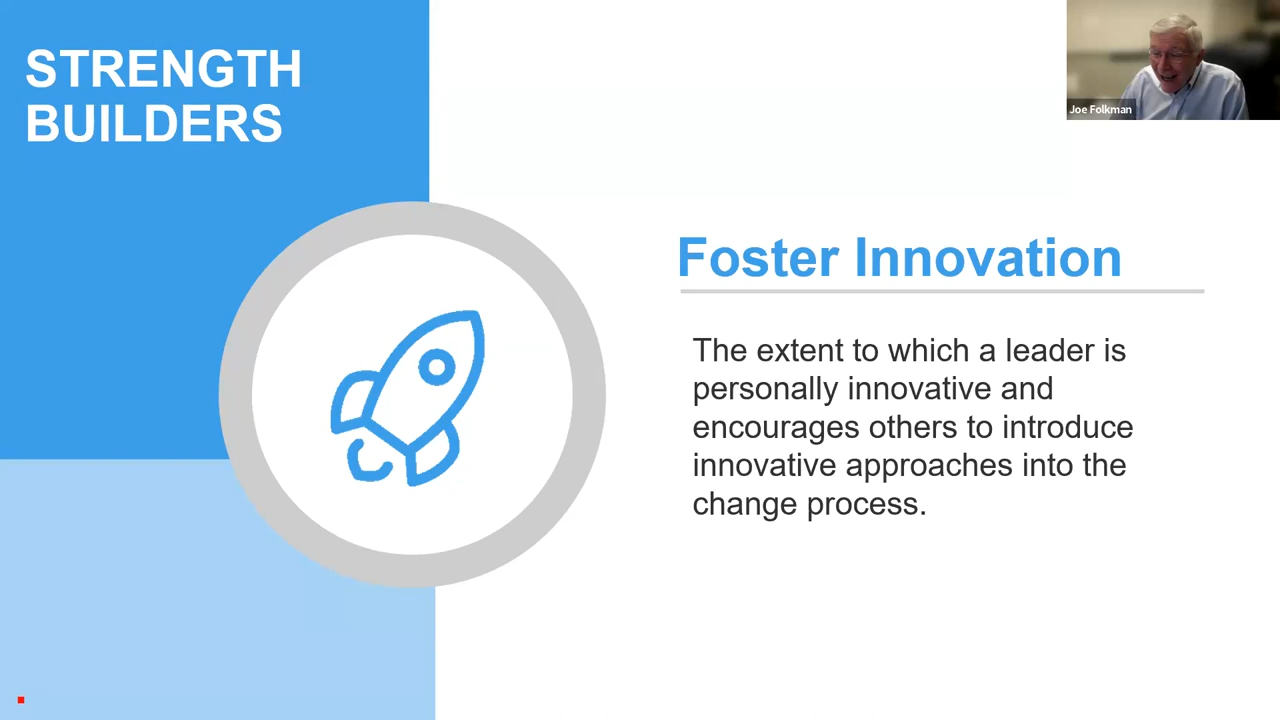 STRENGTH
BUILDERS
Joe Folkman
Foster Innovation
The extent to which a leader is
personally innovative and
encourages others to introduce
innovative approaches into the
change process.